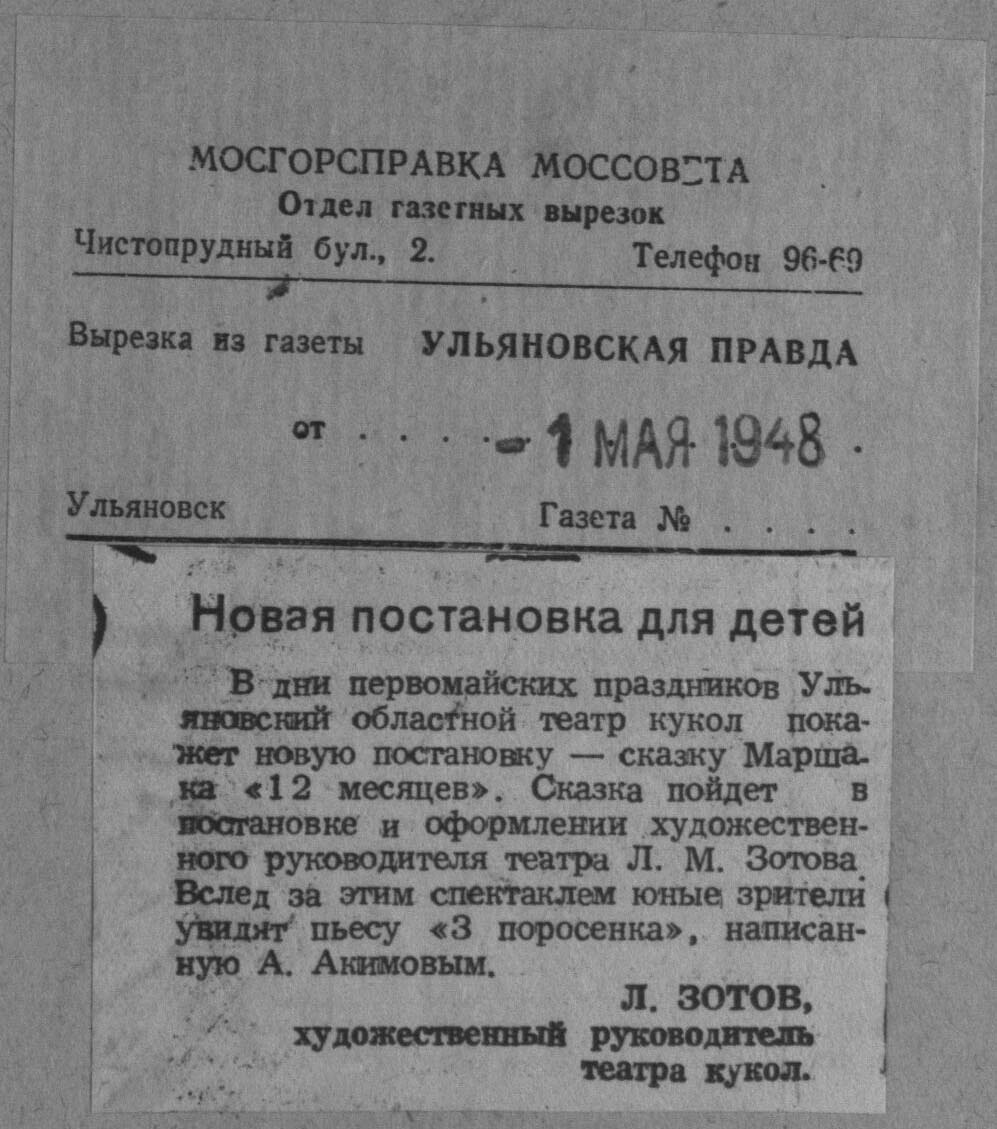 МОСГОРСПРАВКА МОССОВЕТА
Отдел газетных вырезок
Чистопрудный бул., 2. Телефон 96-69
Вырезка из газеты УЛЬЯНОВСКАЯ ПРАВДА
от . . . . . - 1 МАЯ 1948 .
Ульяновск Газета № . . . .
Новая постановка для детей
В дни первомайских праздников Уль-
яновский областной театр кукол пока-
жет новую постановку — сказку Марша-
ка «12 месяцев». Сказка пойдет в
постановке и оформлении художествен-
ного руководителя театра Л. М. Зотова.
Вслед за этим спектаклем юные зрители
увидят пьесу «3 поросенка», написан-
ную А. Акимовым.
Л. ЗОТОВ,
художественный руководитель
театра кукол.